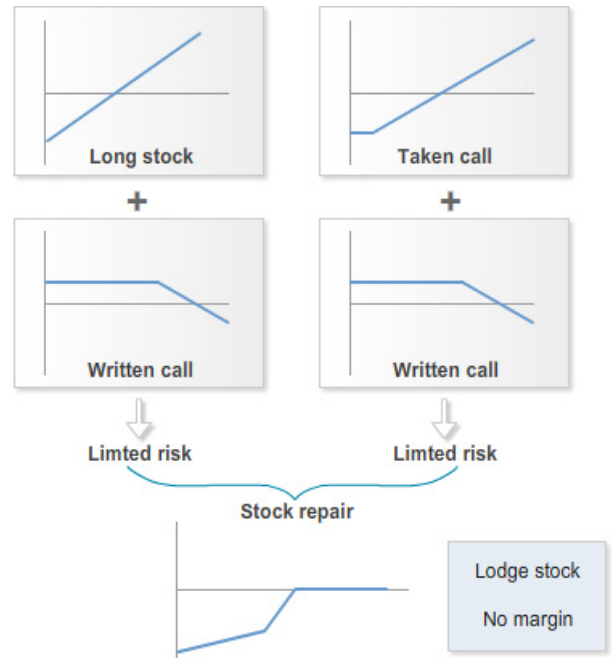 Long stock
Taken call
+
+
Written call
Written call
Limted risk
Limted risk
Stock repair
Lodge stock
No margin